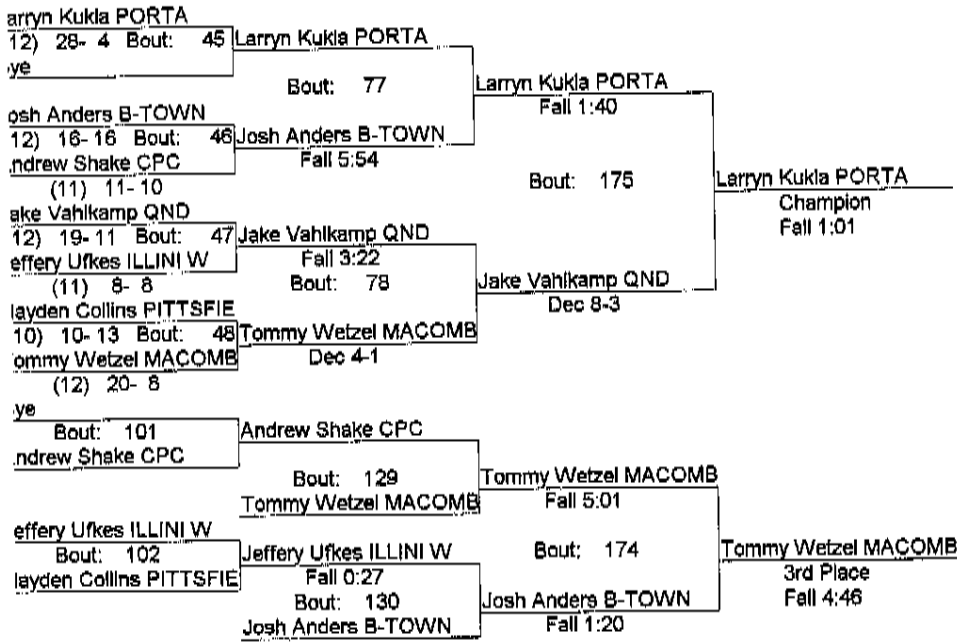 arryn Kukla PORTA
12) 28- 4 Bout: 45
ye
osh Anders B-TOWN
12) 16- 16 Bout: 46
ndrew Shake CPC
(11) 11- 10
ake Vahlkamp QND
12) 19- 11 Bout: 47
effery Ufkes ILLINI W
(11) 8- 8
layden Collins PITTSFIE
10) 10- 13 Bout: 48
ommy Wetzel MACOMB
(12) 20- 8
ye
Bout: 101
ndrew Shake CPC
effery Ufkes ILLINI W
Bout: 102
layden Collins PITTSFIE
Larryn Kukla PORTA
Bout: 77
Josh Anders B-TOWN
Fall 5:54
Jake Vahlkamp QND
Fall 3:22
Bout: 78
Tommy Wetzel MACOMB
Dec 4-1
Andrew Shake CPC
Bout: 129
Tommy Wetzel MACOMB
Jeffery Ufkes ILLINI W
Fall 0:27
Bout: 130
Josh Anders B-TOWN
Larryn Kukla PORTA
Fall 1:40
Bout: 175
Jake Vahlkamp QND
Dec 8-3
Tommy Wetzel MACOMB
Fall 5:01
Bout: 174
Josh Anders B-TOWN
Fall 1:20
Larryn Kukla PORTA
Champion
Fall 1:01
Tommy Wetzel MACOMB
3rd Place
Fall 4:46